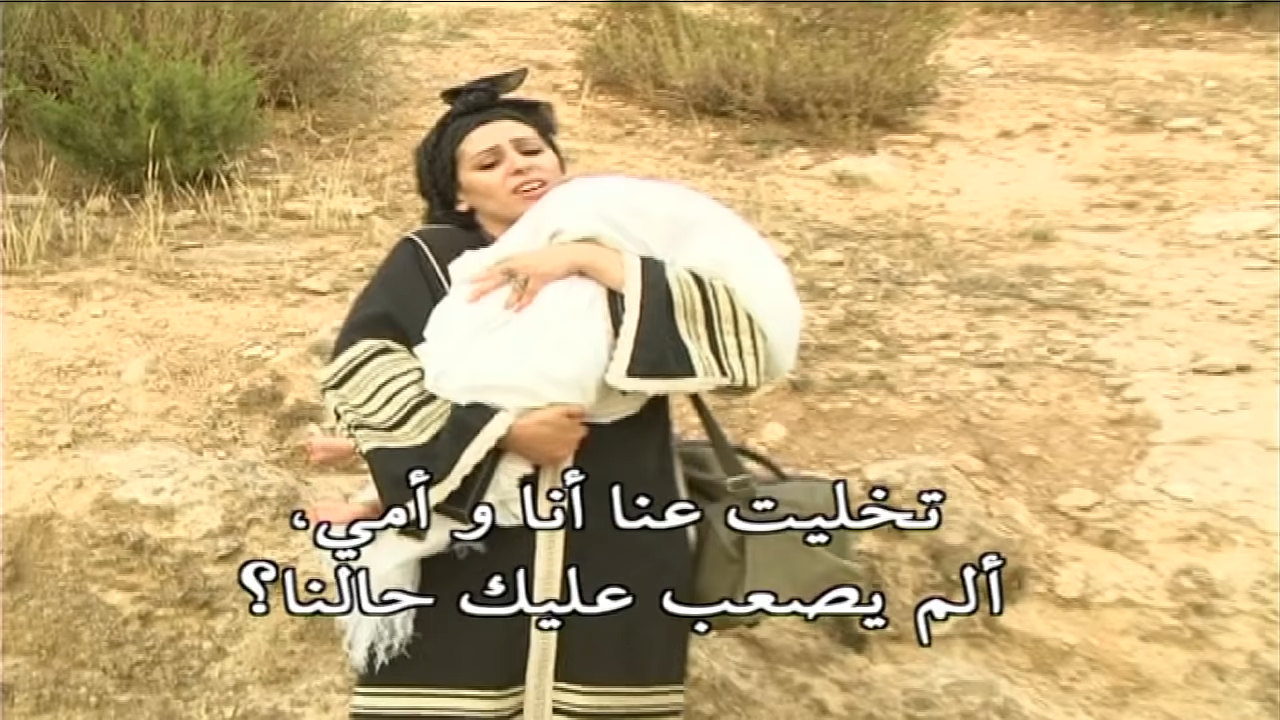 تخليت عنا أنا و أمي،
ألم يصعب عليك حالنا؟